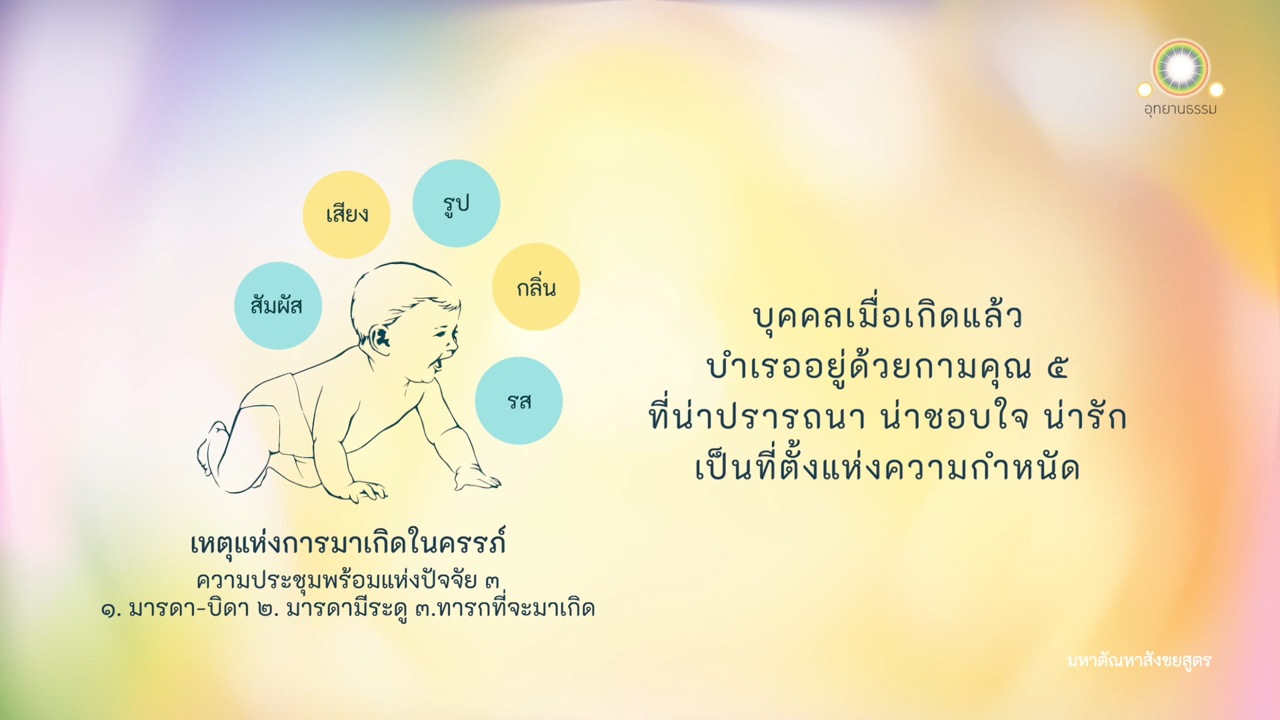 อุทยานธรรม
เสียง
รูป
สัมผัส
กลิ่น
รส
บุคคลเมื่อเกิดแล้ว
บำเรออยู่ด้วยกามคุณ ๕
ที่น่าปรารถนา น่าชอบใจ น่ารัก
เป็นที่ตั้งแห่งความกำหนัด
เหตุแห่งการมาเกิดในครรภ์
ความประชุมพร้อมแห่งปัจจัย ๓
๑. มารดา-บิดา ๒. มารดามีระดู ๓.ทารกที่จะมาเกิด
มหาตัณหาสังขยสูตร